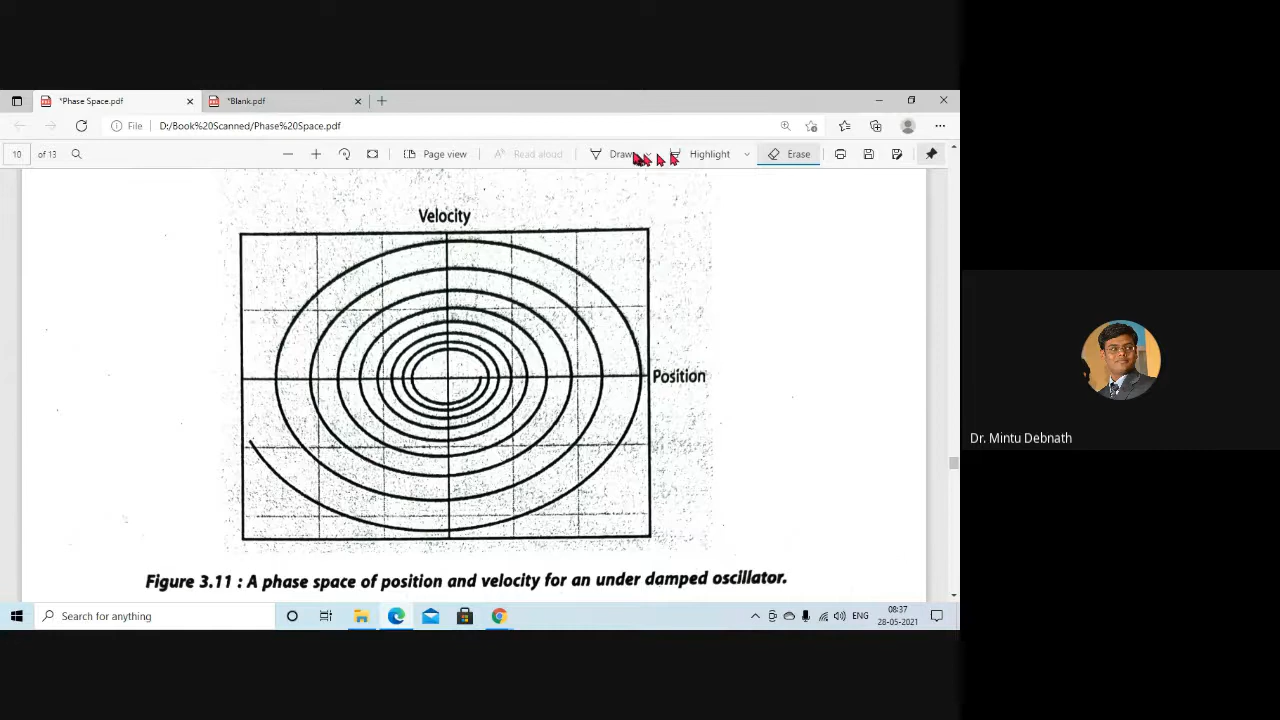 *Phase Space.pdf
*Blank.pdf
File D:/Book%20Scanned/Phase%20Space.pdf
10 of 13 Page view Read aloud Draw Highlight Erase
Velocity
Position
Figure 3.11 : A phase space of position and velocity for an under damped oscillator.
Dr. Mintu Debnath
Search for anything
ENG
08:37
28-05-2021